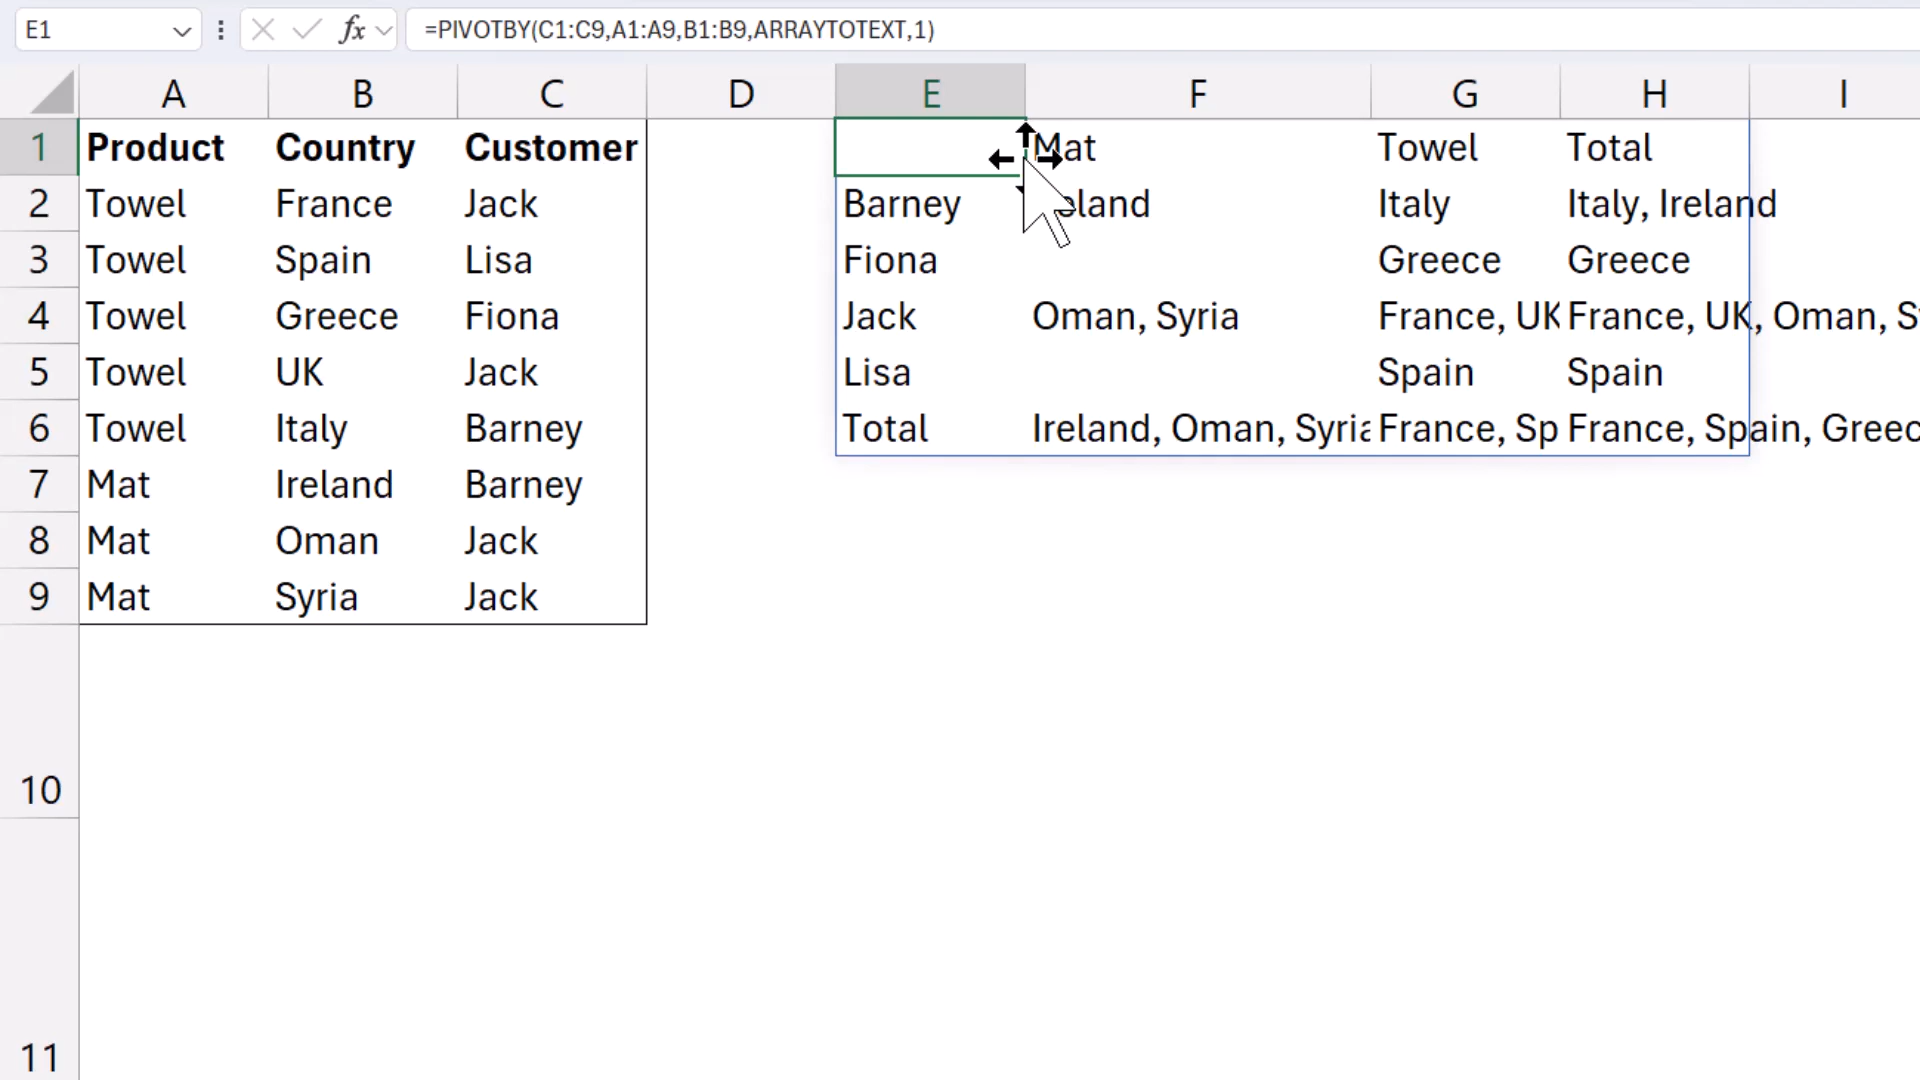 E1 fx =PIVOTBY(C1:C9,A1:A9,B1:B9,ARRAYTOTEXT,1)
A B C D E F G H I
1 Product Country Customer Mat Towel Total
2 Towel France Jack Barney Italy Italy, Ireland
3 Towel Spain Lisa Fiona Greece Greece
4 Towel Greece Fiona Jack Oman, Syria France, UK France, UK, Oman, S
5 Towel UK Jack Lisa Spain Spain
6 Towel Italy Barney Total Ireland, Oman, Syria France, Sp France, Spain, Greec
7 Mat Ireland Barney
8 Mat Oman Jack
9 Mat Syria Jack
10
11